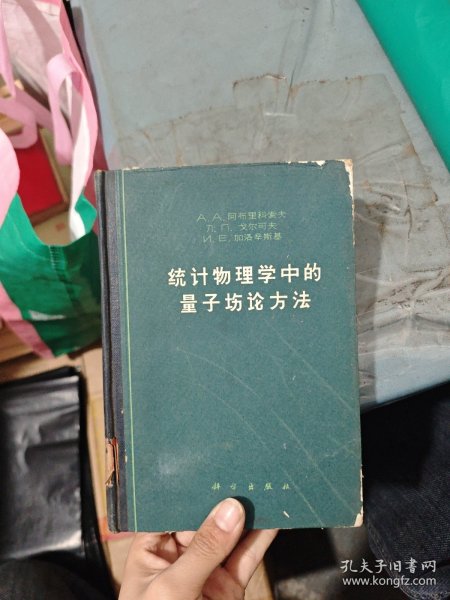 А. А. 阿布里科索夫
Л. П. 戈尔可夫
И. Е. 加洛辛斯基
统计物理学中的
量子场论方法
科学出版社
孔夫子旧书网
www.kongfz.com